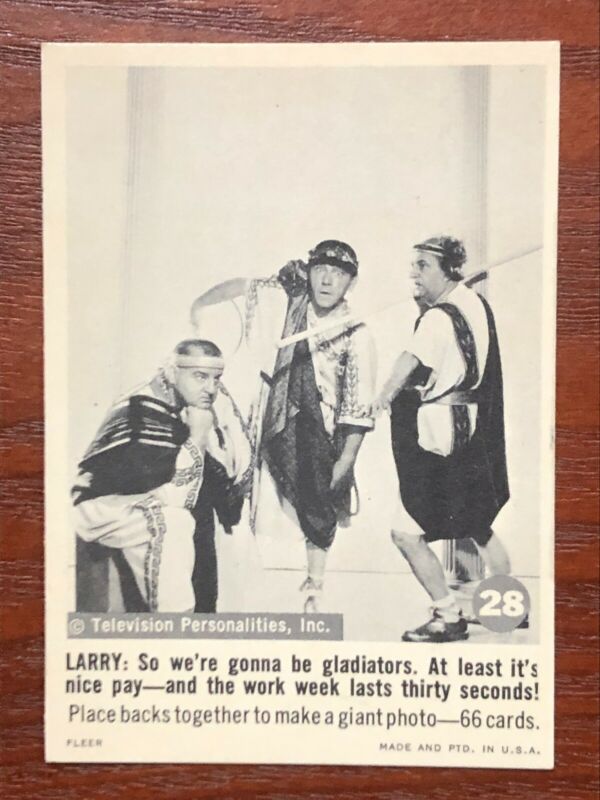 28
© Television Personalities, Inc.
LARRY: So we're gonna be gladiators. At least it's
nice pay—and the work week lasts thirty seconds!
Place backs together to make a giant photo—66 cards.
FLEER
MADE AND PTD. IN U.S.A.